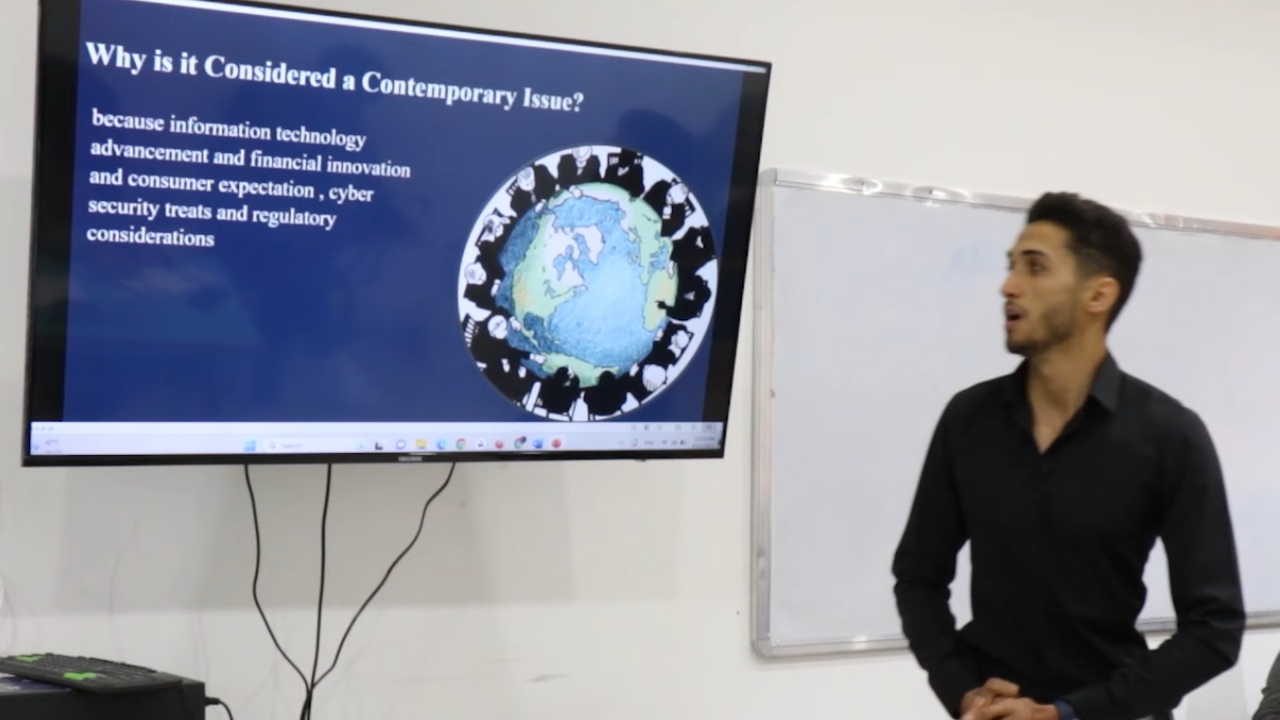 Why is it Considered a Contemporary Issue?
because information technology
advancement and financial innovation
and consumer expectation , cyber
security treats and regulatory
considerations
Search